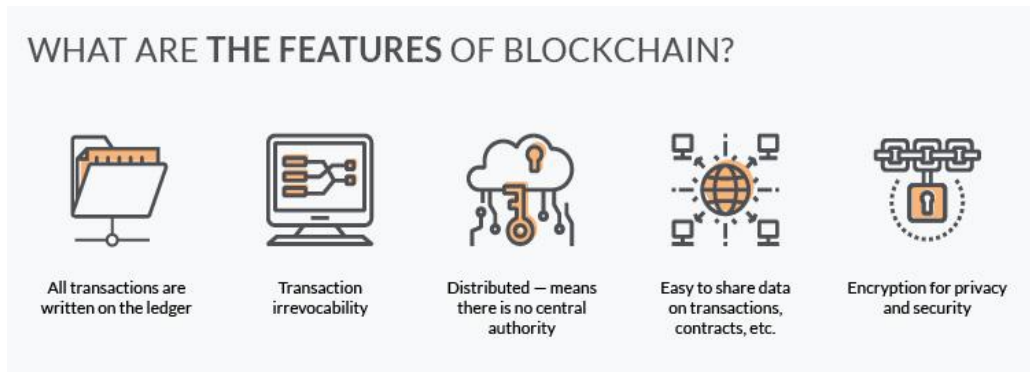 WHAT ARE THE FEATURES OF BLOCKCHAIN?
All transactions are
written on the ledger
Transaction
irrevocability
Distributed — means
there is no central
authority
Easy to share data
on transactions,
contracts, etc.
Encryption for privacy
and security